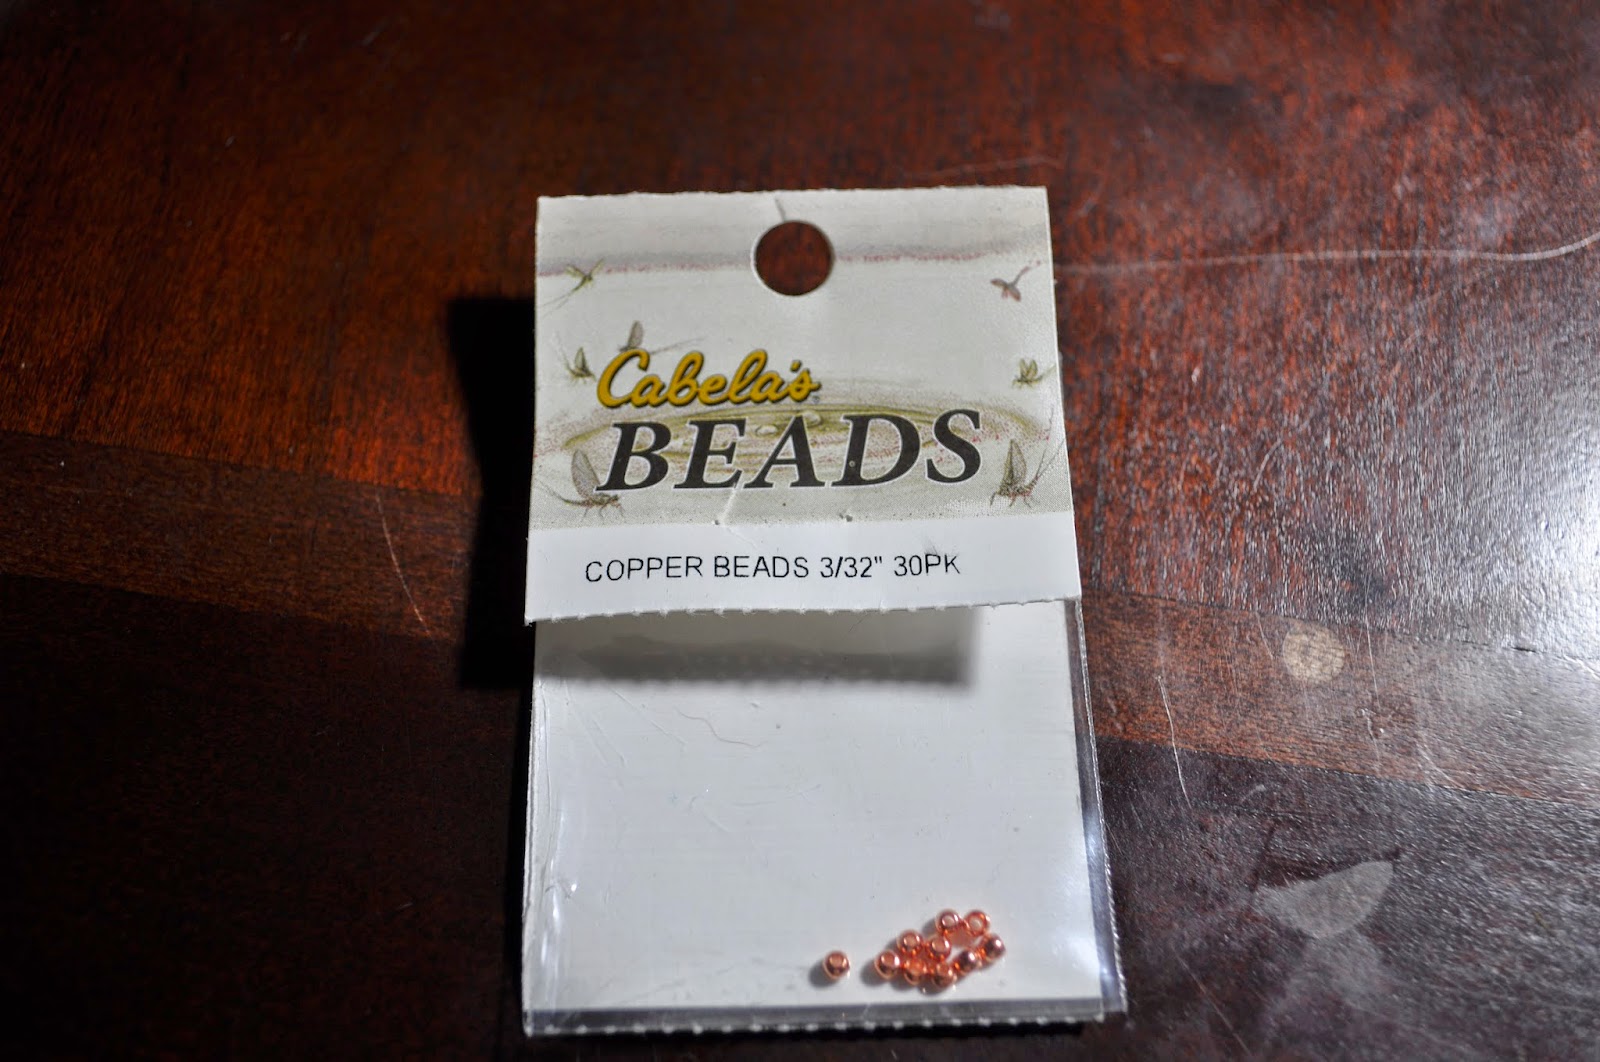 Cabela's
BEADS
COPPER BEADS 3/32" 30PK